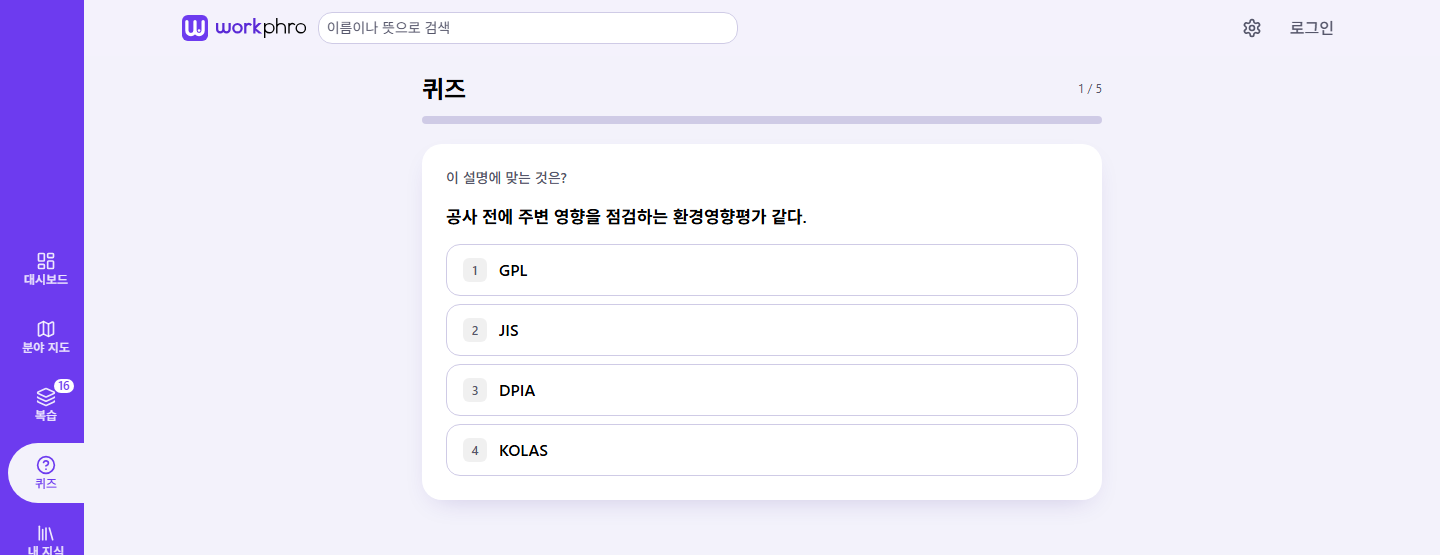 workphro
이름이나 뜻으로 검색
로그인
퀴즈
1 / 5
이 설명에 맞는 것은?
공사 전에 주변 영향을 점검하는 환경영향평가 같다.
1 GPL
2 JIS
3 DPIA
4 KOLAS
대시보드
분야 지도
16
복습
퀴즈
내 지식